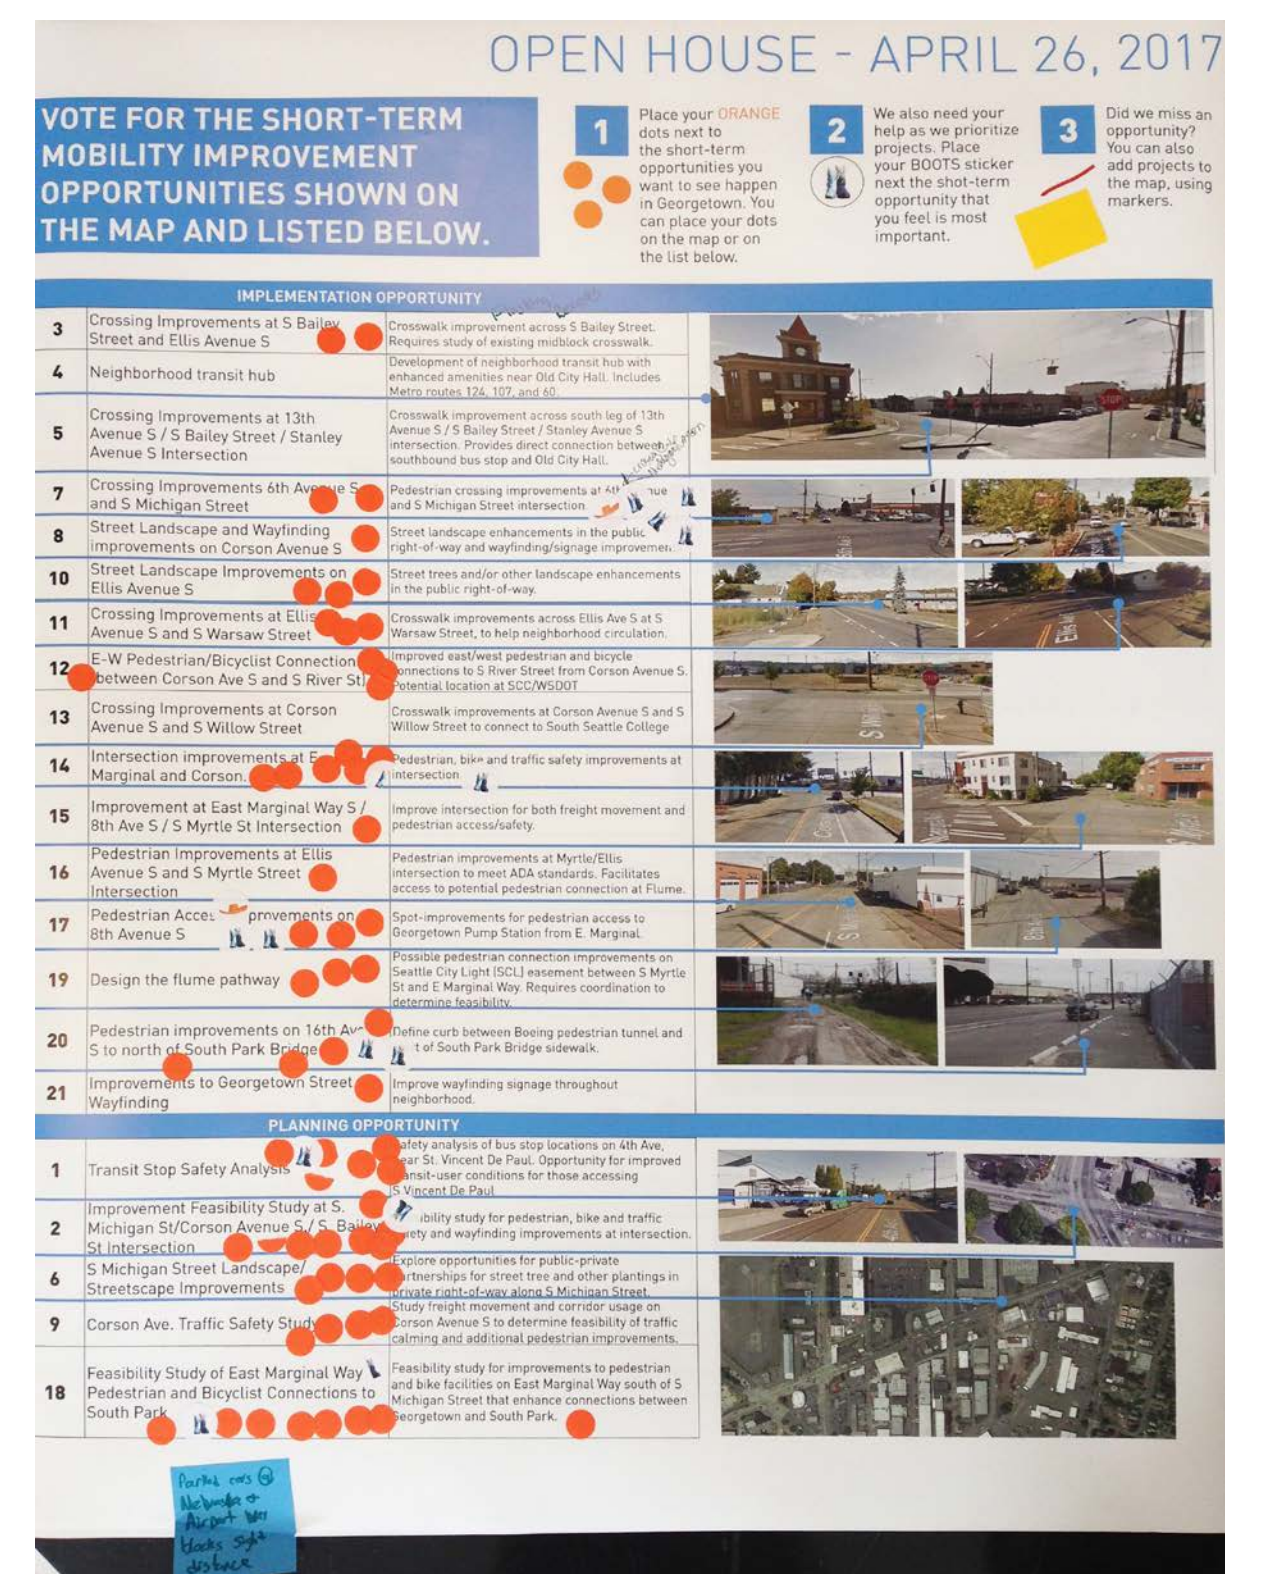 OPEN HOUSE - APRIL 26, 2017
VOTE FOR THE SHORT-TERM
MOBILITY IMPROVEMENT
OPPORTUNITIES SHOWN ON
THE MAP AND LISTED BELOW.
1
Place your ORANGE
dots next to
the short-term
opportunities you
want to see happen
in Georgetown. You
can place your dots
on the map or on
the list below.
2
We also need your
help as we prioritize
projects. Place
your BOOTS sticker
next the shot-term
opportunity that
you feel is most
important.
3
Did we miss an
opportunity?
You can also
add projects to
the map, using
markers.
IMPLEMENTATION OPPORTUNITY
3
Crossing Improvements at S Bailey
Street and Ellis Avenue S
Crosswalk improvement across S Bailey Street.
Requires study of existing midblock crosswalk.
4
Neighborhood transit hub
Development of neighborhood transit hub with
enhanced amenities near Old City Hall. Includes
Metro routes 124, 107, and 60.
5
Crossing Improvements at 13th
Avenue S / S Bailey Street / Stanley
Avenue S Intersection
Crosswalk improvement across south leg of 13th
Avenue S / S Bailey Street / Stanley Avenue S
intersection. Provides direct connection between
southbound bus stop and Old City Hall.
7
Crossing Improvements 6th Avenue S
and S Michigan Street
Pedestrian crossing improvements at
and S Michigan Street intersection.
8
Street Landscape and Wayfinding
improvements on Corson Avenue S
Street landscape enhancements in the public
right-of-way and wayfinding/signage improvemen
10
Street Landscape Improvements on
Ellis Avenue S
Street trees and/or other landscape enhancements
in the public right-of-way.
11
Crossing Improvements at Ellis
Avenue S and S Warsaw Street
Crosswalk improvements across Ellis Ave S at S
Warsaw Street, to help neighborhood circulation.
12
E-W Pedestrian/Bicyclist Connection
between Corson Ave S and S River St.
Improved east/west pedestrian and bicycle
connections to S River Street from Corson Avenue S.
Potential location at SCC/WSDOT
13
Crossing Improvements at Corson
Avenue S and S Willow Street
Crosswalk improvements at Corson Avenue S and S
Willow Street to connect to South Seattle College
14
Intersection improvements at E
Marginal and Corson.
Pedestrian, bike and traffic safety improvements at
intersection
15
Improvement at East Marginal Way S /
8th Ave S / S Myrtle St Intersection
Improve intersection for both freight movement and
pedestrian access/safety.
16
Pedestrian Improvements at Ellis
Avenue S and S Myrtle Street
Intersection
Pedestrian improvements at Myrtle/Ellis
intersection to meet ADA standards. Facilitates
access to potential pedestrian connection at Flume.
17
Pedestrian Acces provements on
8th Avenue S
Spot-improvements for pedestrian access to
Georgetown Pump Station from E. Marginal.
19
Design the flume pathway
Possible pedestrian connection improvements on
Seattle City Light (SCL) easement between S Myrtle
St and E Marginal Way. Requires coordination to
determine feasibility.
20
Pedestrian improvements on 16th Ave
S to north of South Park Bridge
Define curb between Boeing pedestrian tunnel and
t of South Park Bridge sidewalk.
21
Improvements to Georgetown Street
Wayfinding
Improve wayfinding signage throughout
neighborhood.
PLANNING OPPORTUNITY
1
Transit Stop Safety Analysis
afety analysis of bus stop locations on 4th Ave,
ear St. Vincent De Paul. Opportunity for improved
ansit-user conditions for those accessing
S Vincent De Paul
2
Improvement Feasibility Study at S.
Michigan St/Corson Avenue S./ S. Bailey
St Intersection
ibility study for pedestrian, bike and traffic
ety and wayfinding improvements at intersection.
6
S Michigan Street Landscape/
Streetscape Improvements
Explore opportunities for public-private
artnerships for street tree and other plantings in
private right-of-way along S Michigan Street.
9
Corson Ave. Traffic Safety Study
Study freight movement and corridor usage on
Corson Avenue S to determine feasibility of traffic
calming and additional pedestrian improvements.
18
Feasibility Study of East Marginal Way
Pedestrian and Bicyclist Connections to
South Park
Feasibility study for improvements to pedestrian
and bike facilities on East Marginal Way south of S
Michigan Street that enhance connections between
Georgetown and South Park.
Parked cars @
Nebraska &
Airport Way
blocks sight
distance